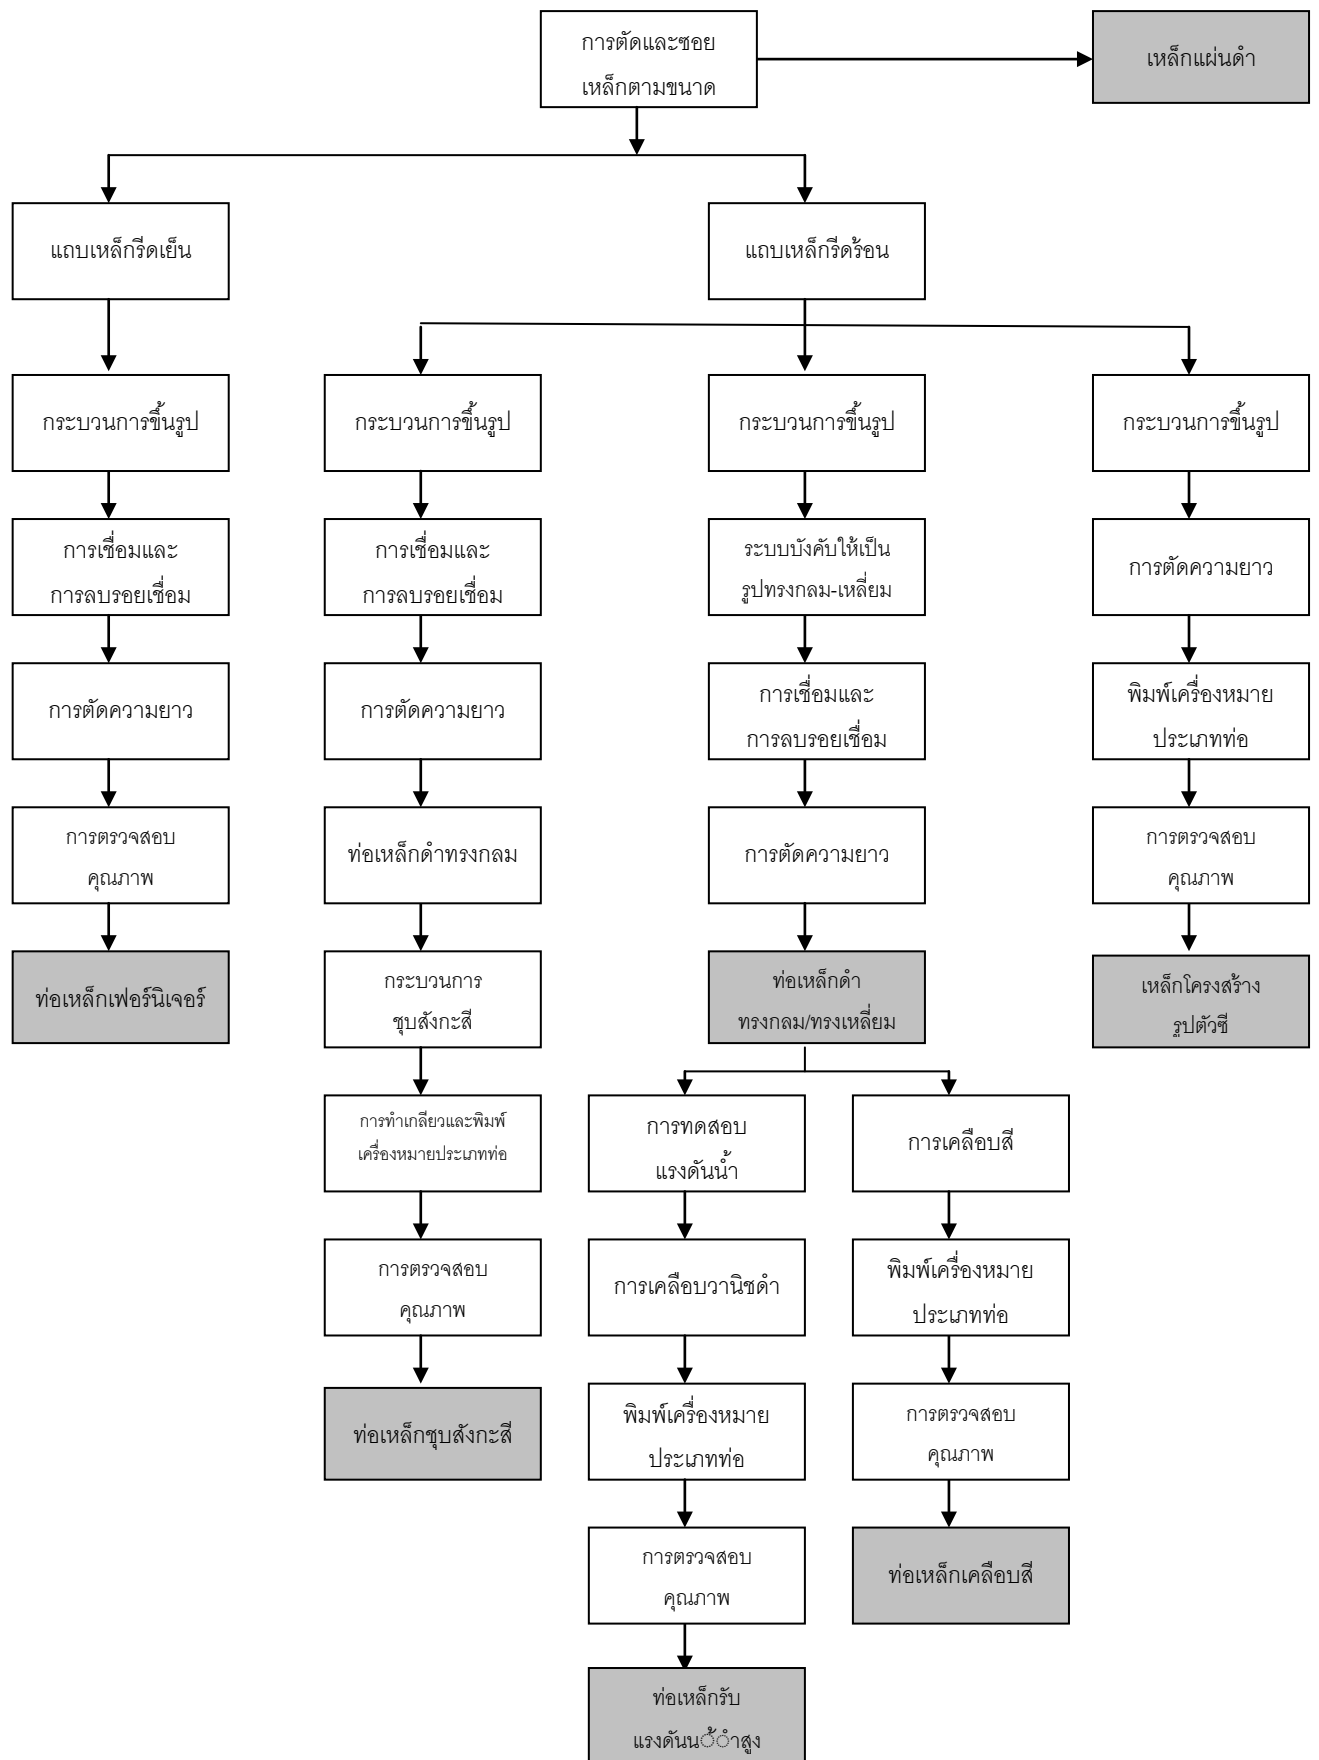 การตัดและซอย
เหล็กตามขนาด
เหล็กแผ่นดำ
แถบเหล็กรีดเย็น
แถบเหล็กรีดร้อน
กระบวนการขึ้นรูป
กระบวนการขึ้นรูป
กระบวนการขึ้นรูป
กระบวนการขึ้นรูป
การเชื่อมและ
การลบรอยเชื่อม
การเชื่อมและ
การลบรอยเชื่อม
ระบบบังคับให้เป็น
รูปทรงกลม-เหลี่ยม
การตัดความยาว
การตัดความยาว
การตัดความยาว
การเชื่อมและ
การลบรอยเชื่อม
พิมพ์เครื่องหมาย
ประเภทท่อ
การตรวจสอบ
คุณภาพ
ท่อเหล็กดำทรงกลม
การตัดความยาว
การตรวจสอบ
คุณภาพ
ท่อเหล็กเฟอร์นิเจอร์
กระบวนการ
ชุบสังกะสี
ท่อเหล็กดำ
ทรงกลม/ทรงเหลี่ยม
เหล็กโครงสร้าง
รูปตัวซี
การทำเกลียวและพิมพ์
เครื่องหมายประเภทท่อ
การทดสอบ
แรงดันน้ำ
การเคลือบสี
การตรวจสอบ
คุณภาพ
การเคลือบวานิชดำ
พิมพ์เครื่องหมาย
ประเภทท่อ
ท่อเหล็กชุบสังกะสี
พิมพ์เครื่องหมาย
ประเภทท่อ
การตรวจสอบ
คุณภาพ
การตรวจสอบ
คุณภาพ
ท่อเหล็กเคลือบสี
ท่อเหล็กรับ
แรงดันน้ำสูง